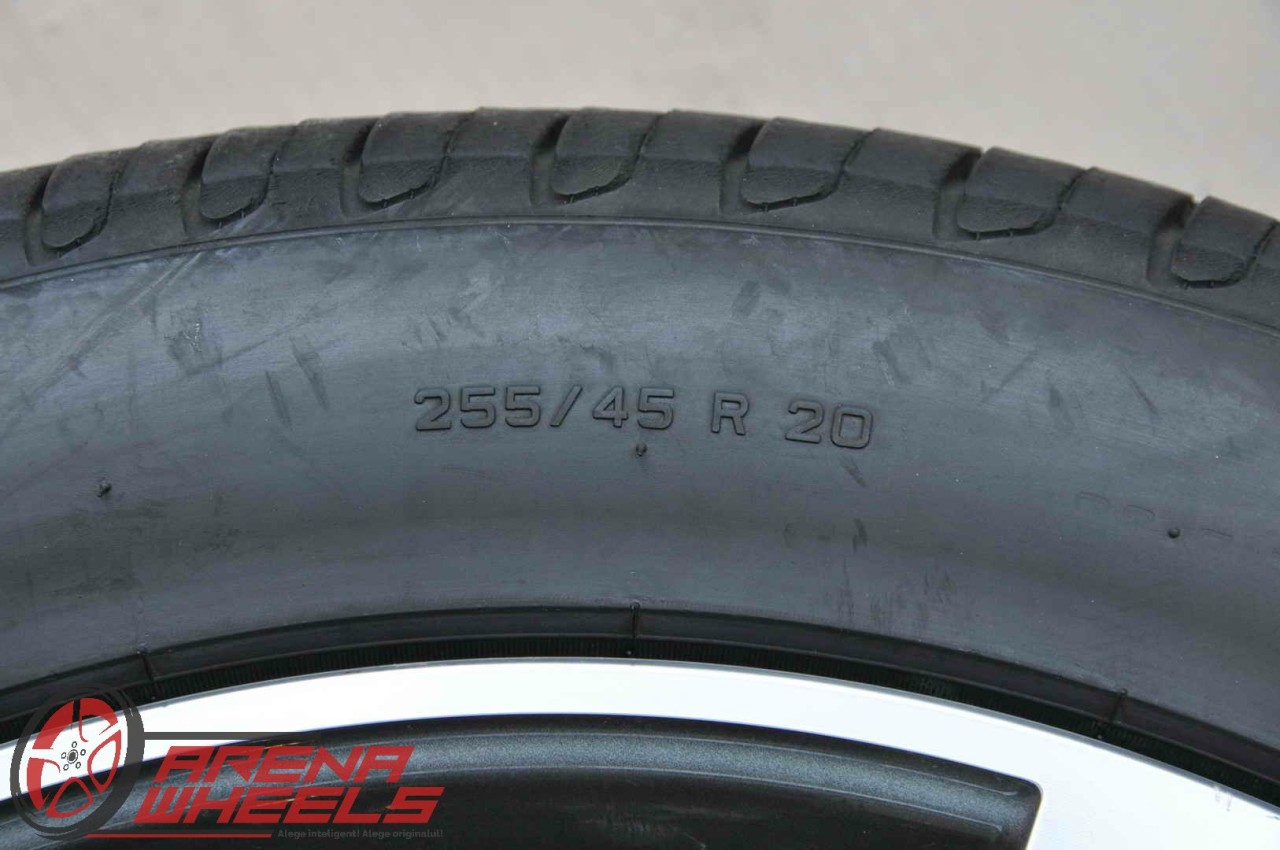 255/45 R 20
ARENA
WHEELS
Alege inteligent! Alege originalul!